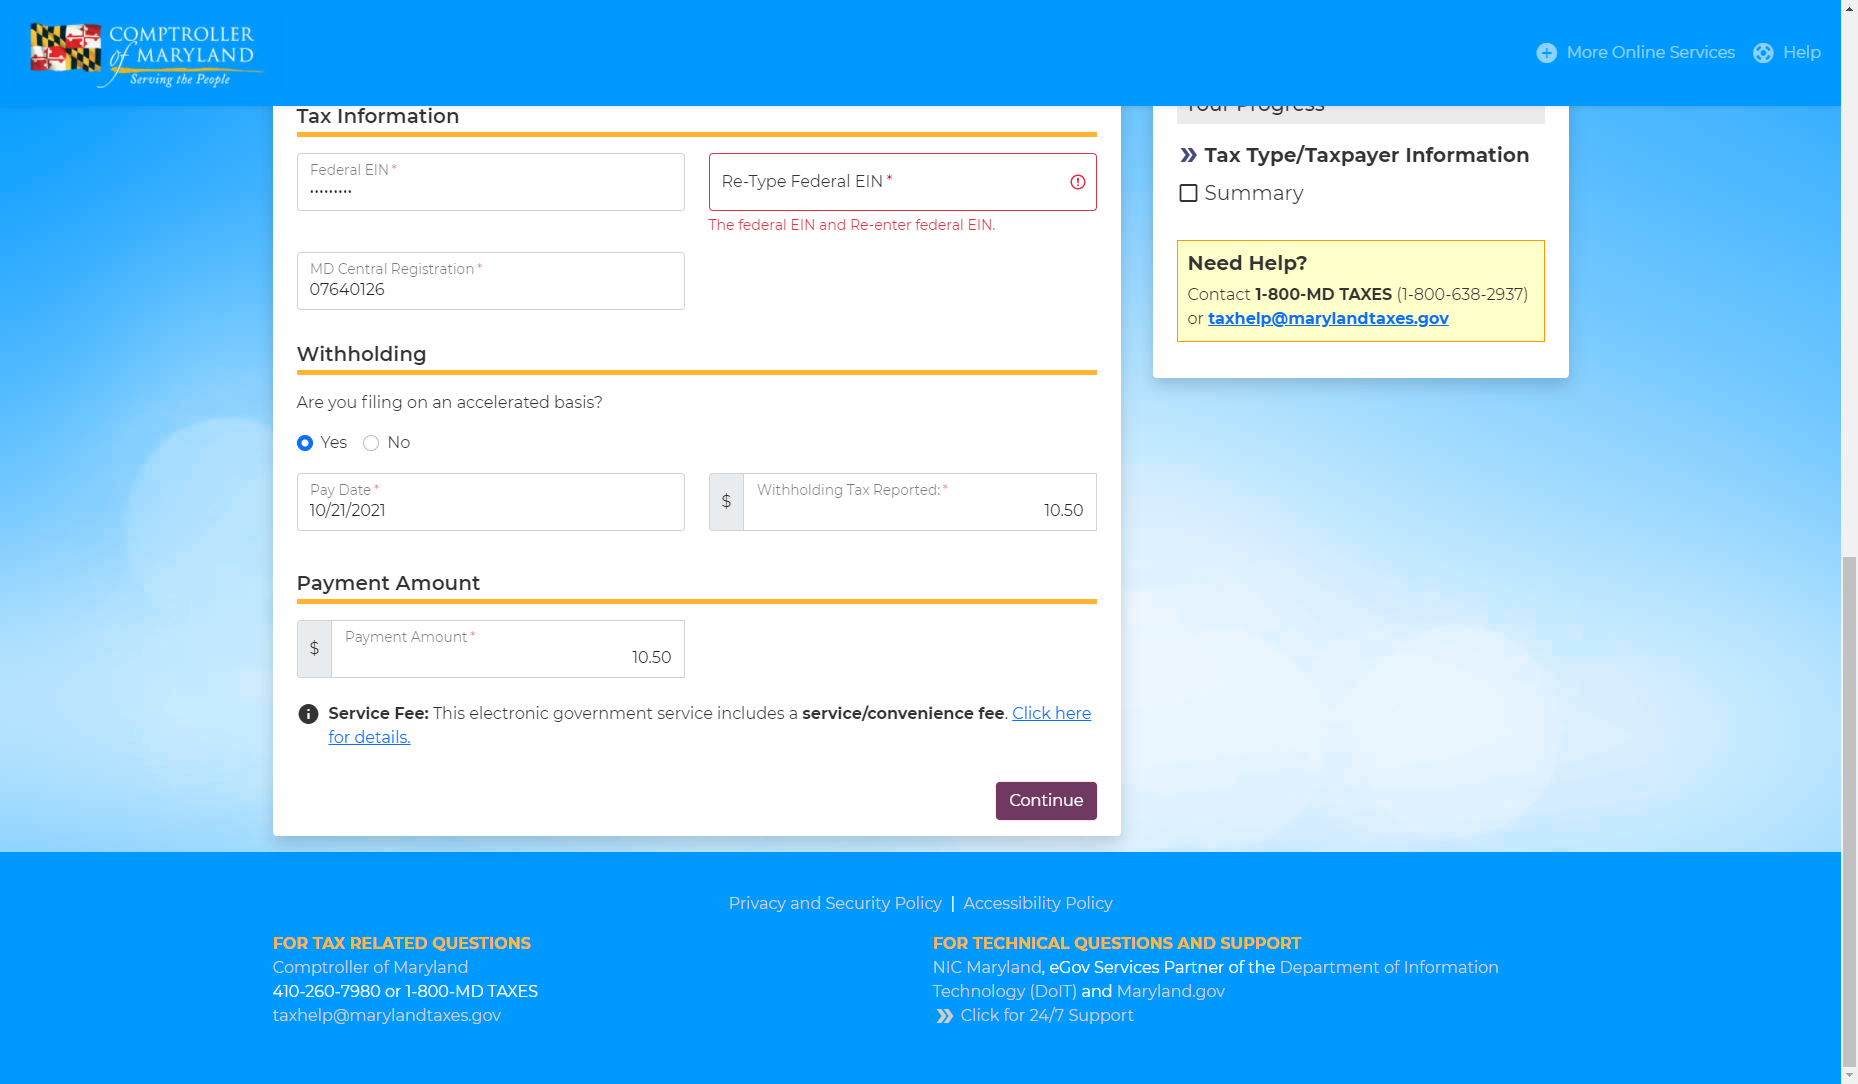 COMPTROLLER
of MARYLAND
Serving the People
More Online Services
Help
Tax Information
Federal EIN *
•••••••••
Re-Type Federal EIN *
The federal EIN and Re-enter federal EIN.
MD Central Registration *
07640126
Withholding
Are you filing on an accelerated basis?
Yes
No
Pay Date *
10/21/2021
$
Withholding Tax Reported: *
10.50
Payment Amount
$
Payment Amount *
10.50
Service Fee: This electronic government service includes a service/convenience fee. Click here
for details.
Continue
Your Progress
Tax Type/Taxpayer Information
Summary
Need Help?
Contact 1-800-MD TAXES (1-800-638-2937)
or taxhelp@marylandtaxes.gov
Privacy and Security Policy | Accessibility Policy
FOR TAX RELATED QUESTIONS
Comptroller of Maryland
410-260-7980 or 1-800-MD TAXES
taxhelp@marylandtaxes.gov
FOR TECHNICAL QUESTIONS AND SUPPORT
NIC Maryland, eGov Services Partner of the Department of Information
Technology (DoIT) and Maryland.gov
Click for 24/7 Support